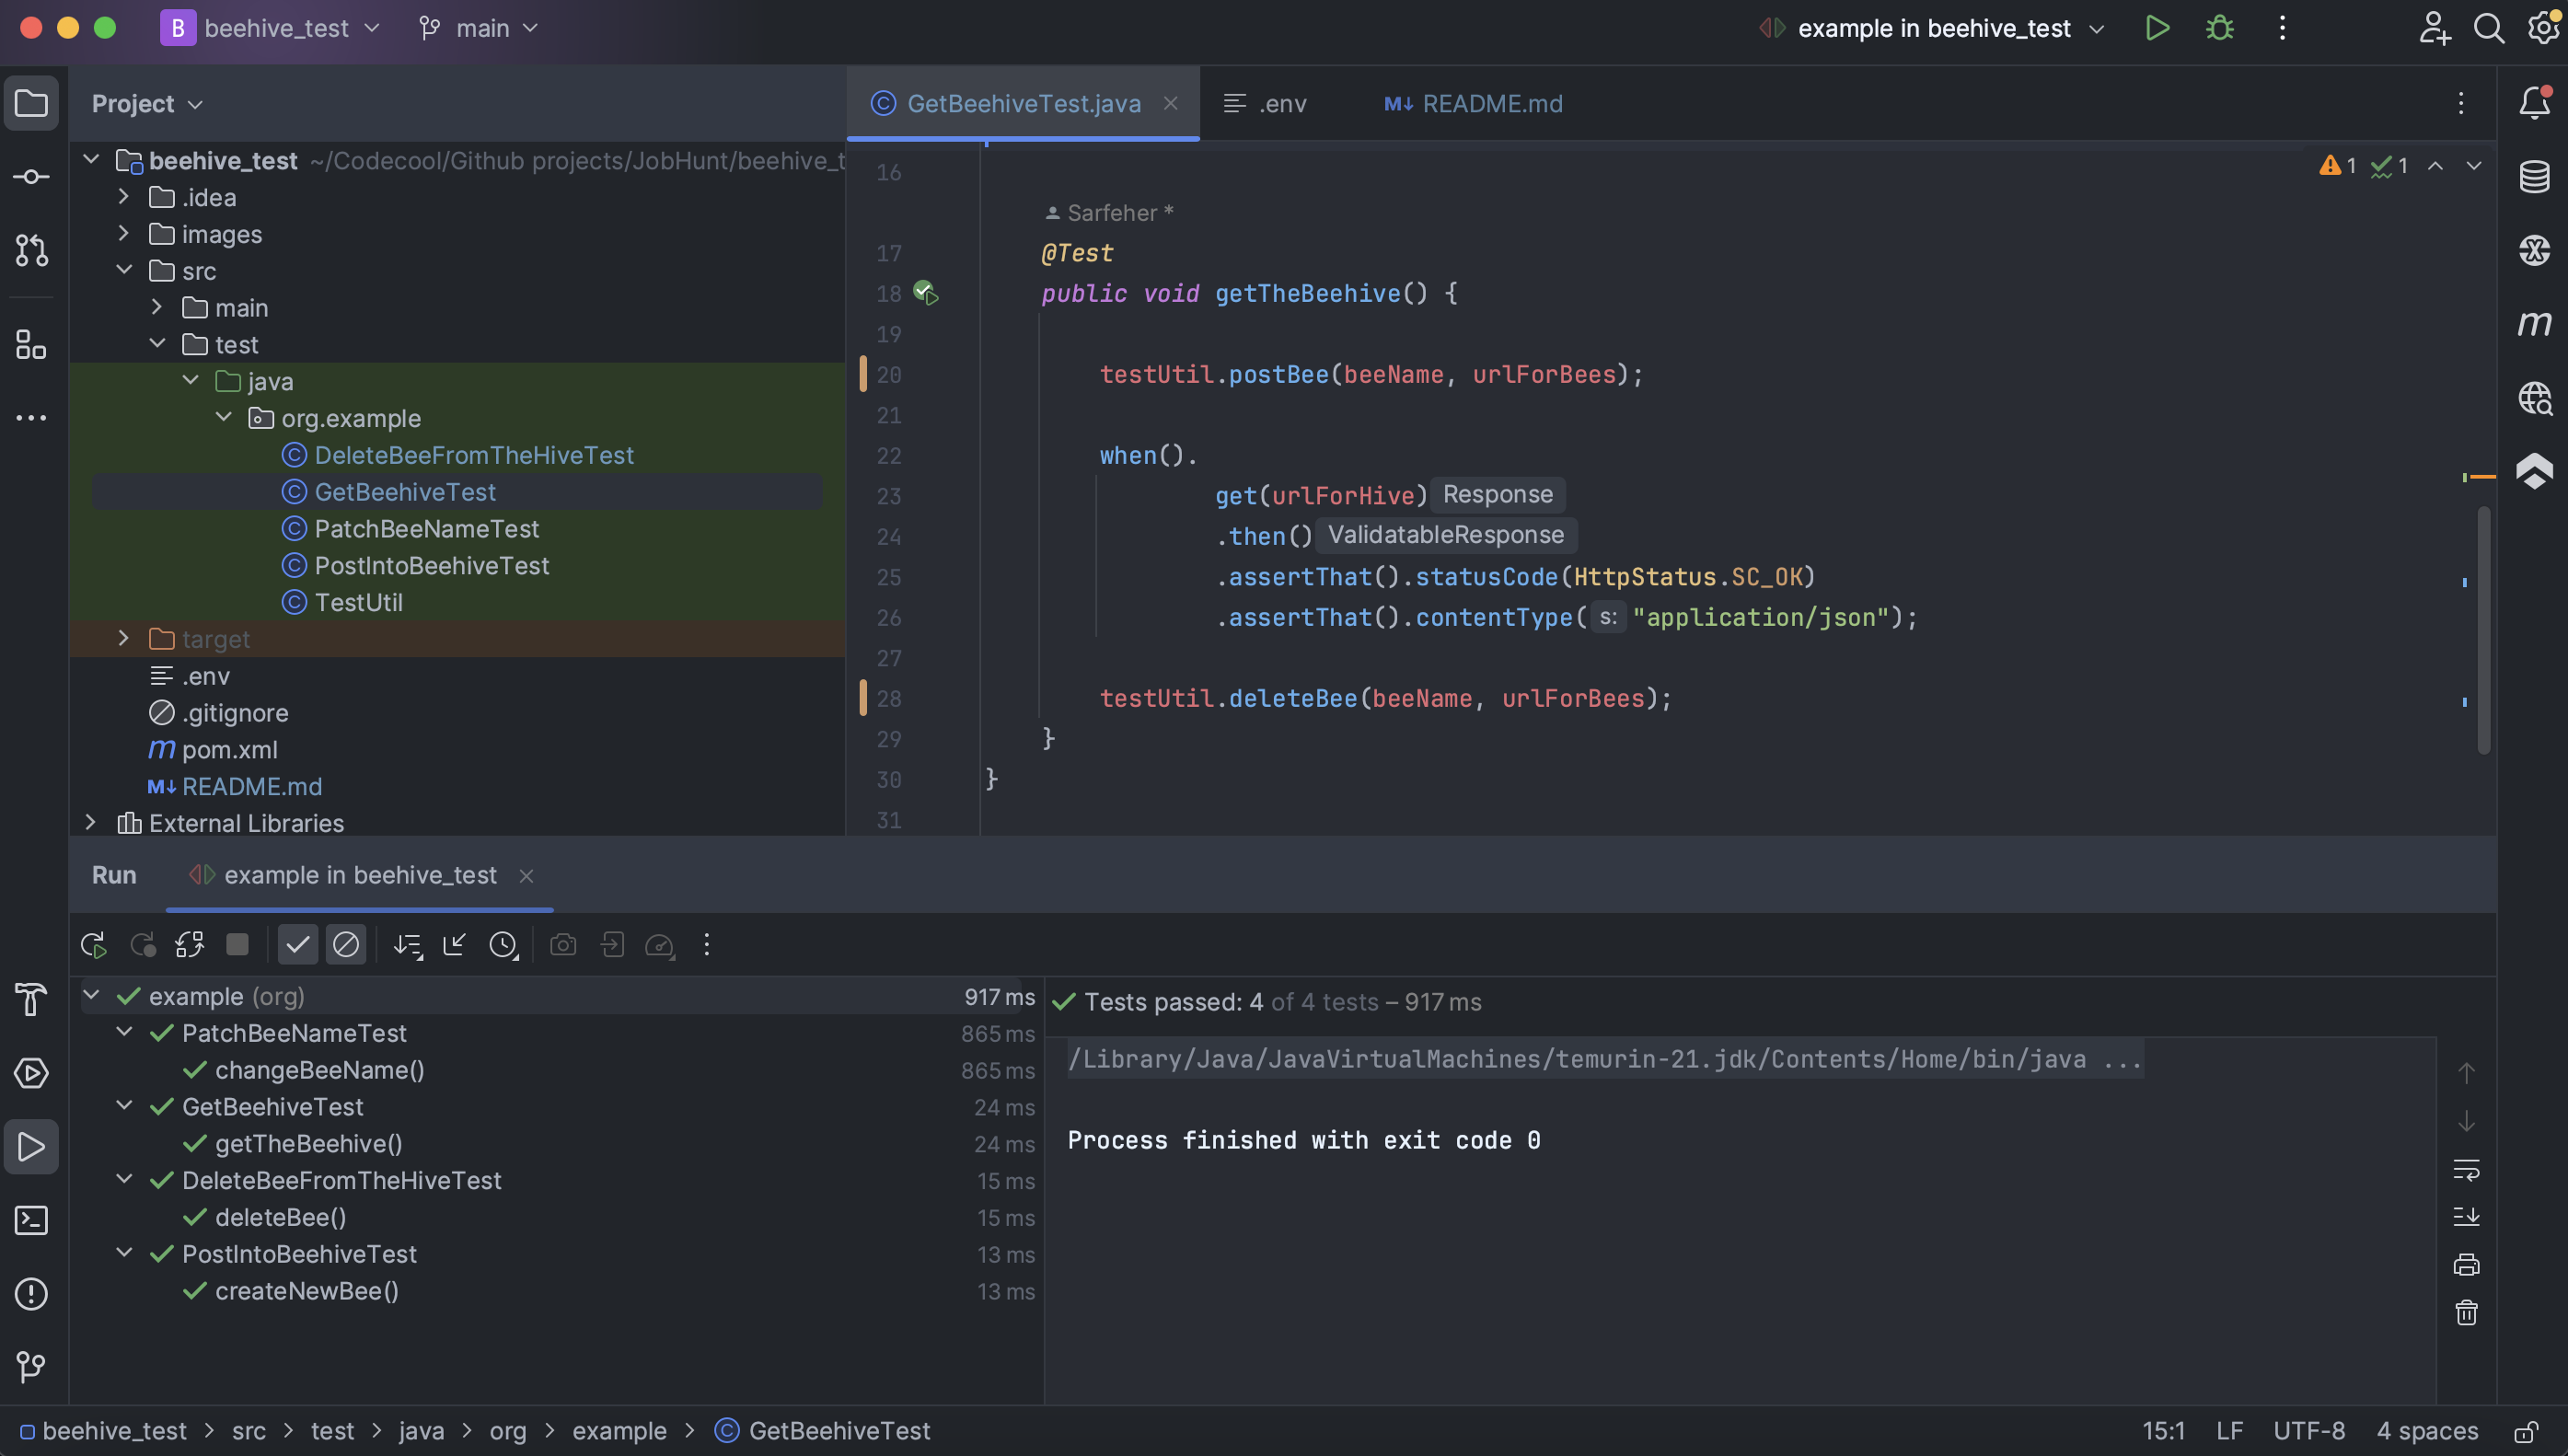 B beehive_test main example in beehive_test
Project
GetBeehiveTest.java .env M↓ README.md
beehive_test ~/Codecool/Github projects/JobHunt/beehive_t
.idea
images
src
main
test
java
org.example
DeleteBeeFromTheHiveTest
GetBeehiveTest
PatchBeeNameTest
PostIntoBeehiveTest
TestUtil
target
.env
.gitignore
m pom.xml
M↓ README.md
External Libraries
1 1
16
Sarfeher *
17 @Test
18 public void getTheBeehive() {
19
20 testUtil.postBee(beeName, urlForBees);
21
22 when().
23 get(urlForHive) Response
24 .then() ValidatableResponse
25 .assertThat().statusCode(HttpStatus.SC_OK)
26 .assertThat().contentType( s: "application/json");
27
28 testUtil.deleteBee(beeName, urlForBees);
29 }
30 }
31
m
Run example in beehive_test
example (org) 917 ms
PatchBeeNameTest 865 ms
changeBeeName() 865 ms
GetBeehiveTest 24 ms
getTheBeehive() 24 ms
DeleteBeeFromTheHiveTest 15 ms
deleteBee() 15 ms
PostIntoBeehiveTest 13 ms
createNewBee() 13 ms
Tests passed: 4 of 4 tests – 917 ms
/Library/Java/JavaVirtualMachines/temurin-21.jdk/Contents/Home/bin/java ...
Process finished with exit code 0
beehive_test > src > test > java > org > example > GetBeehiveTest
15:1 LF UTF-8 4 spaces